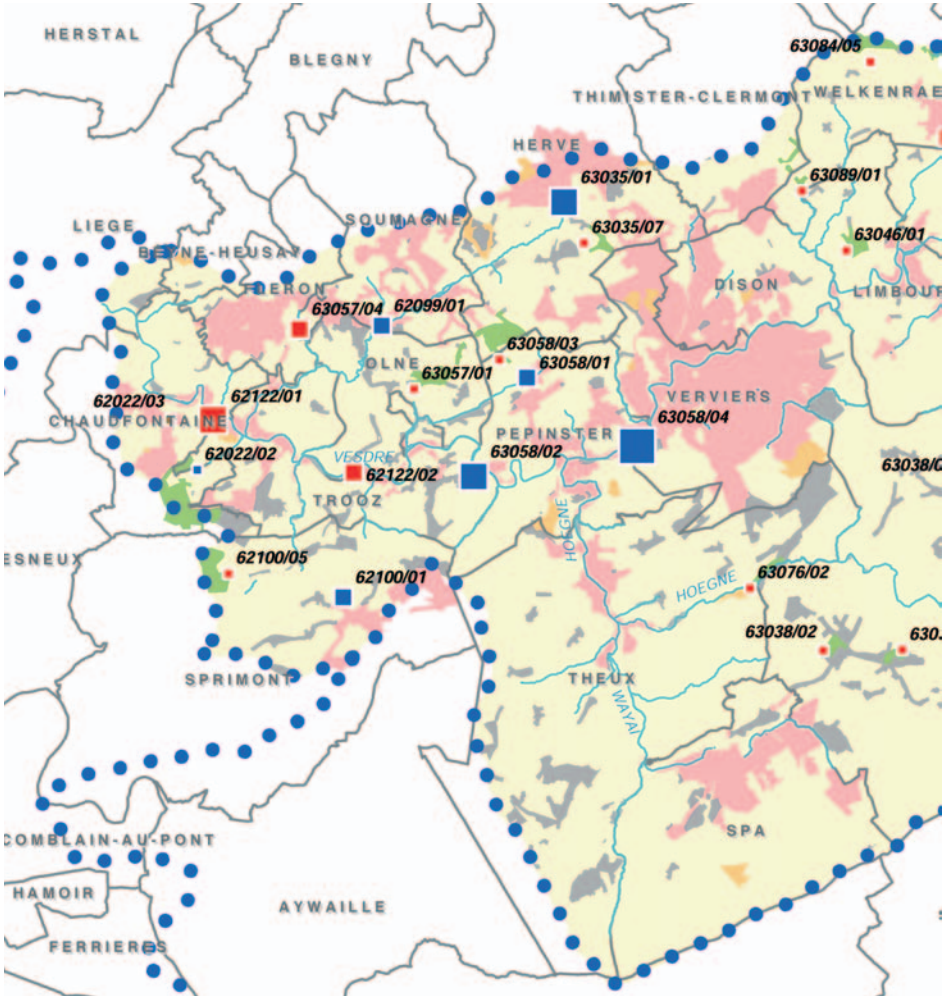 HERSTAL
BLEGNY
63084/05
THIMISTER-CLERMONT
WELKENRAE
HERVE
63035/01
63089/01
SOUMAGNE
63035/07
LIEGE
63046/01
BEYNE-HEUSAY
FLERON
DISON
LIMBOUR
63057/04
62099/01
OLNE
63058/03
63057/01
63058/01
62022/03
62122/01
VERVIERS
CHAUDFONTAINE
63058/04
PEPINSTER
62022/02
VESDRE
63058/02
62122/02
63038/0
TROOZ
HOEGNE
ESNEUX
62100/05
62100/01
HOEGNE
63076/02
63038/02
630
SPRIMONT
THEUX
WAYAI
SPA
COMBLAIN-AU-PONT
HAMOIR
AYWAILLE
FERRIERES